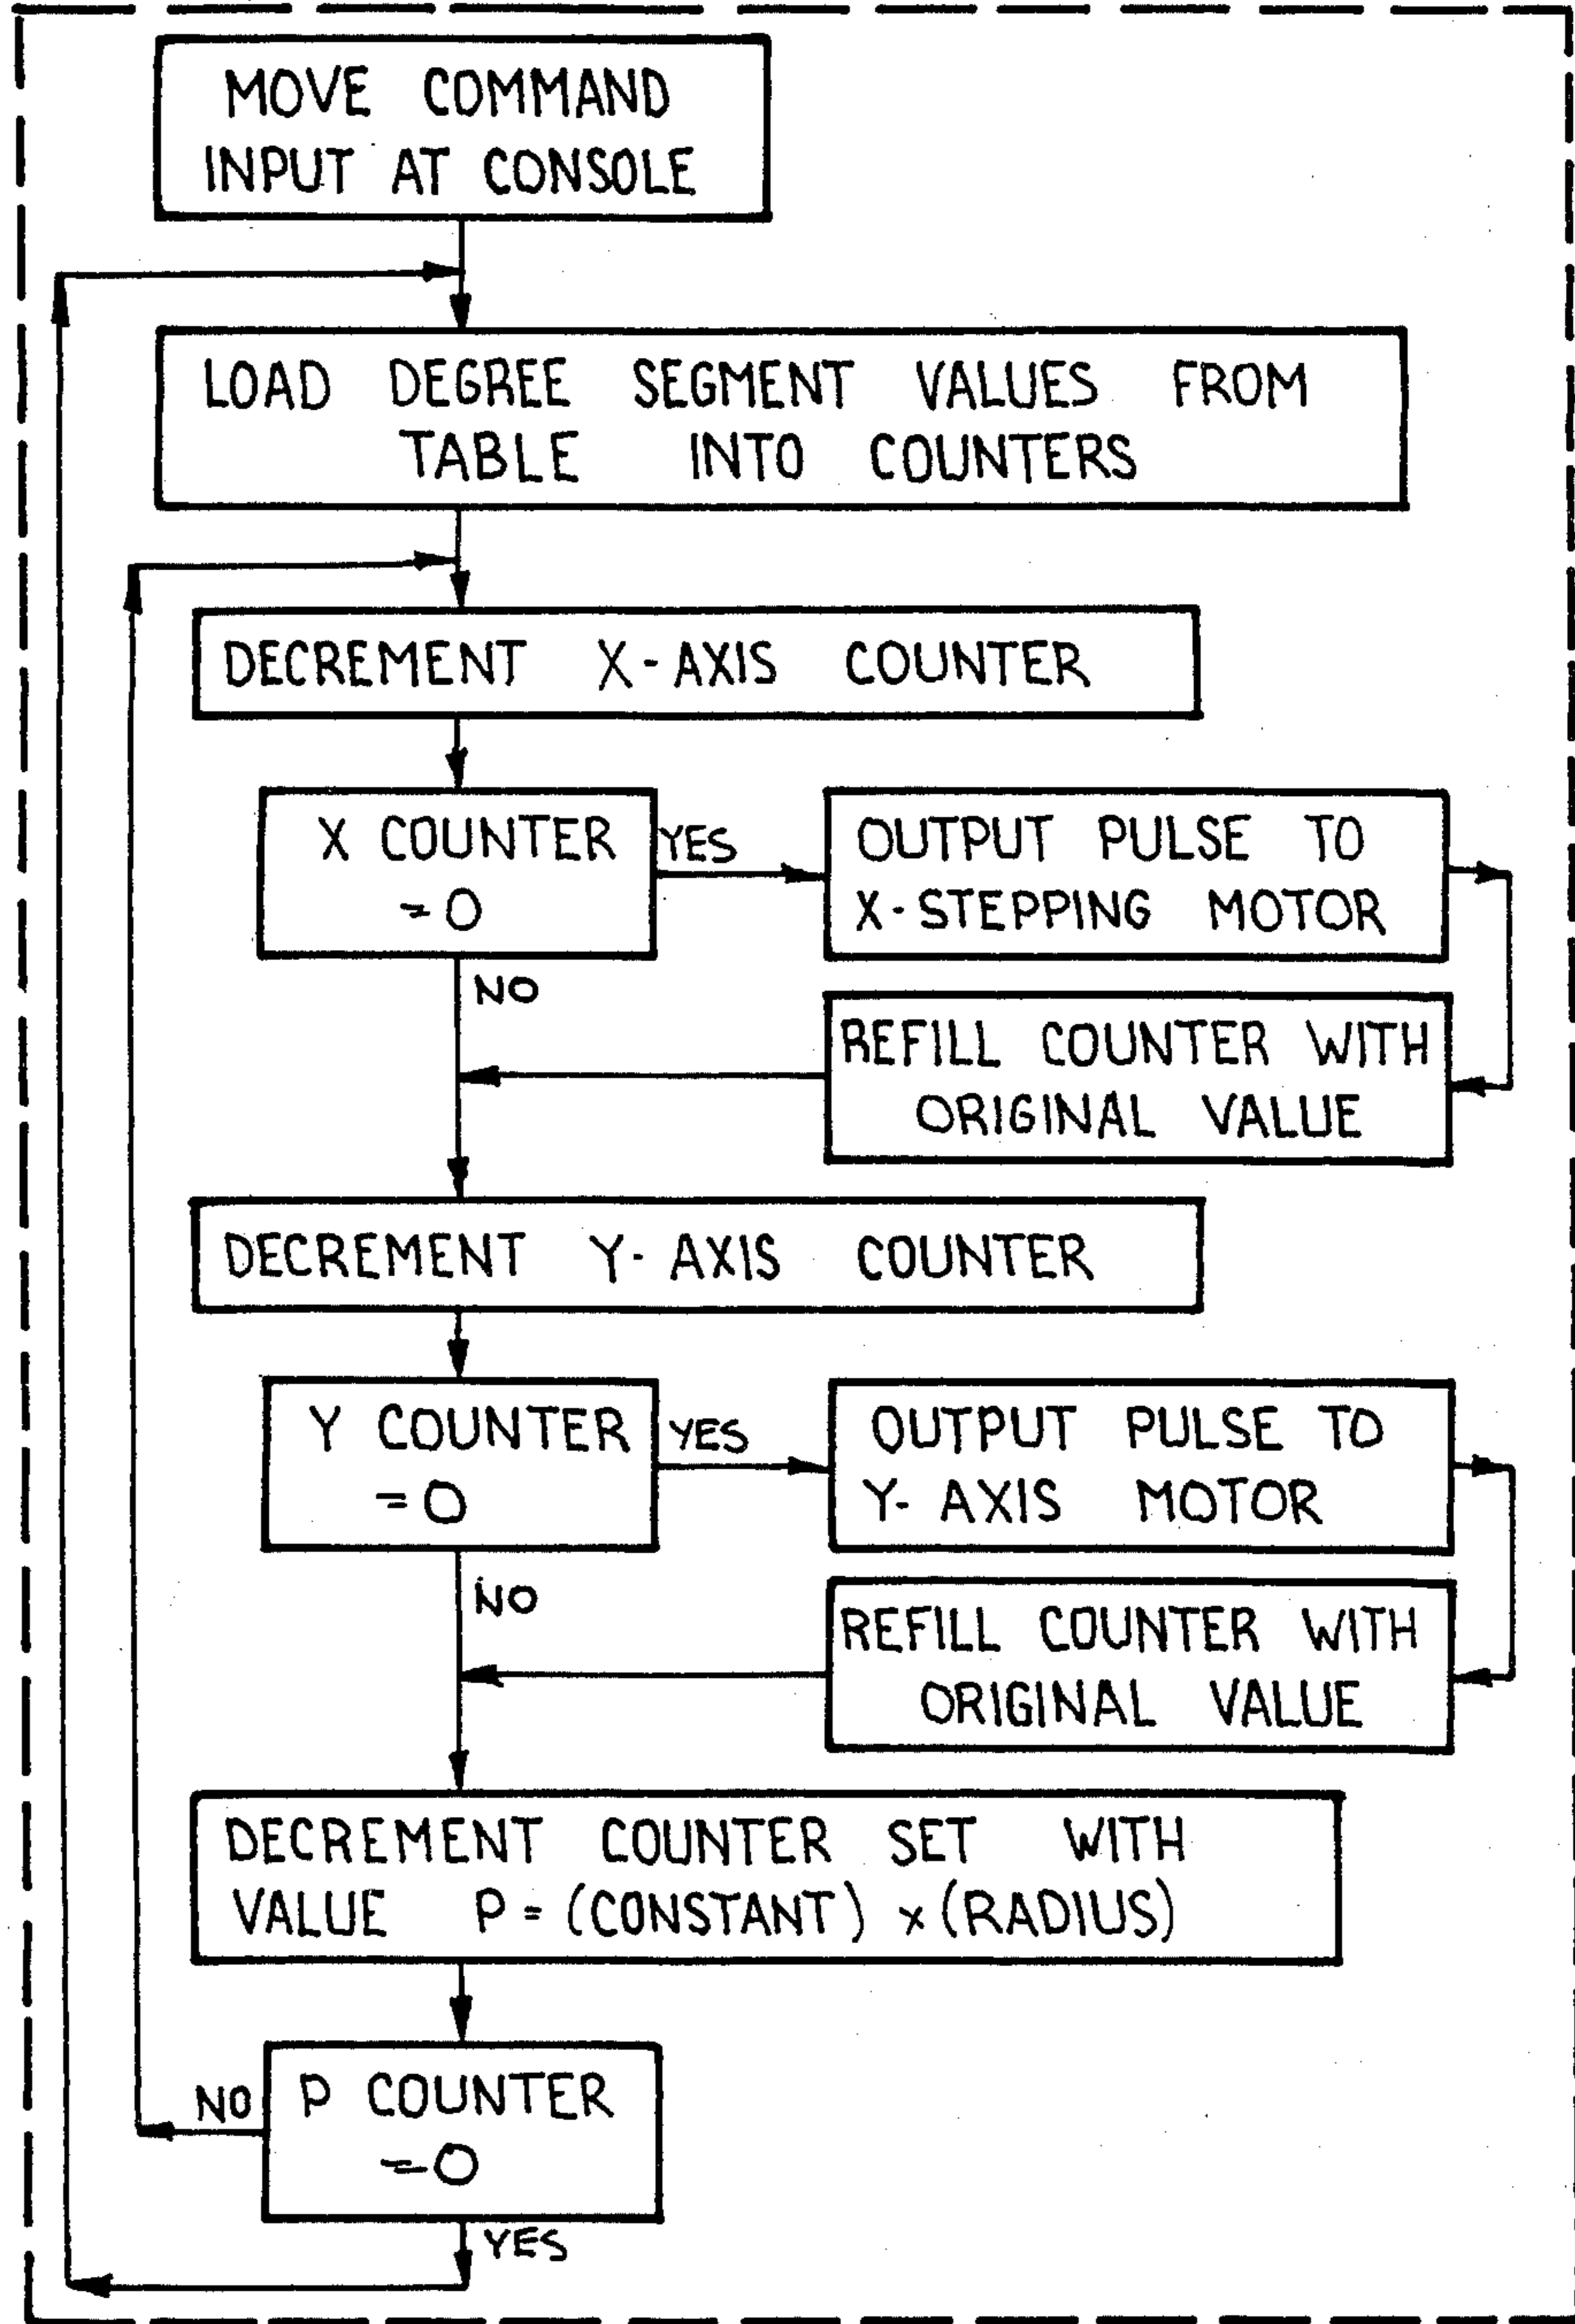 MOVE COMMAND
INPUT AT CONSOLE
LOAD DEGREE SEGMENT VALUES FROM
TABLE INTO COUNTERS
DECREMENT X-AXIS COUNTER
X COUNTER
= 0
YES
OUTPUT PULSE TO
X-STEPPING MOTOR
NO
REFILL COUNTER WITH
ORIGINAL VALUE
DECREMENT Y-AXIS COUNTER
Y COUNTER
= 0
YES
OUTPUT PULSE TO
Y-AXIS MOTOR
NO
REFILL COUNTER WITH
ORIGINAL VALUE
DECREMENT COUNTER SET WITH
VALUE P = (CONSTANT) x (RADIUS)
NO
P COUNTER
= 0
YES